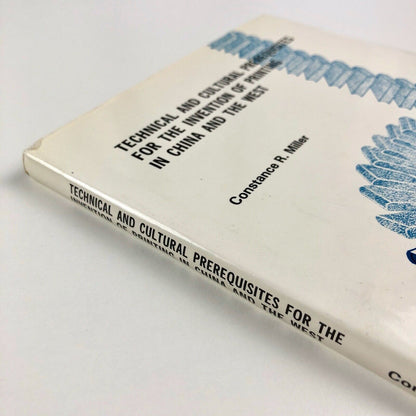 TECHNICAL AND CULTURAL PREREQUISITES
FOR THE INVENTION OF PRINTING
IN CHINA AND THE WEST
Constance R. Miller
TECHNICAL AND CULTURAL PREREQUISITES FOR THE
INVENTION OF PRINTING IN CHINA AND THE WEST